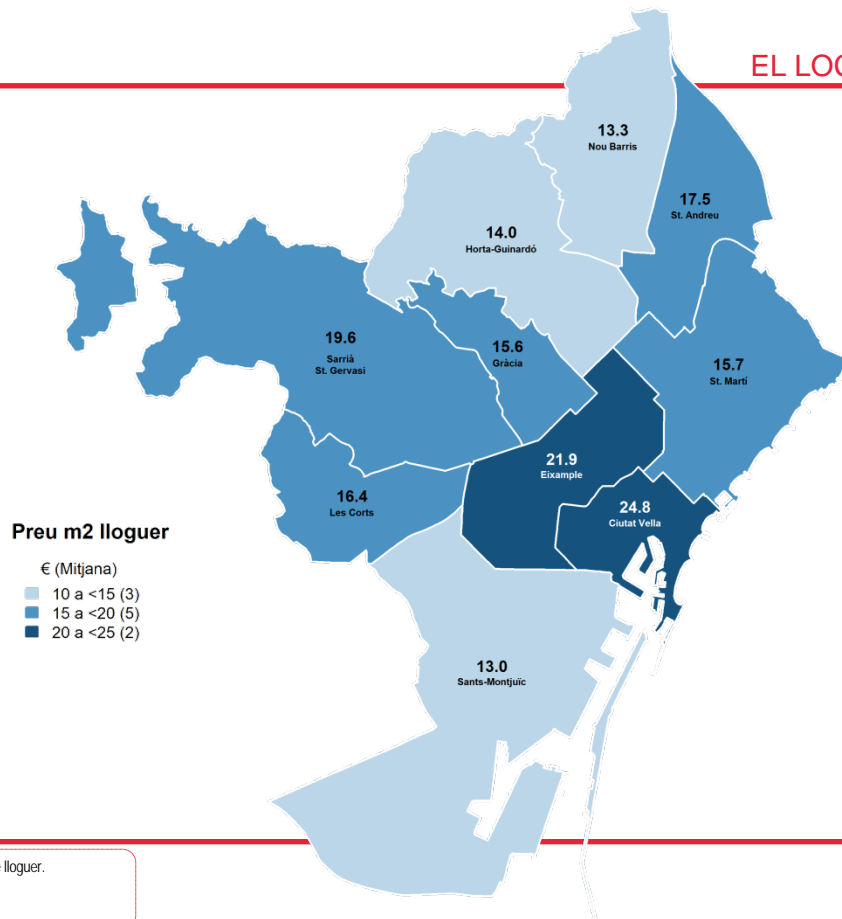 EL LOC
13.3
Nou Barris
17.5
St. Andreu
14.0
Horta-Guinardó
19.6
Sarrià
St. Gervasi
15.6
Gràcia
15.7
St. Martí
21.9
Eixample
16.4
Les Corts
24.8
Ciutat Vella
Preu m2 lloguer
€ (Mitjana)
10 a <15 (3)
15 a <20 (5)
20 a <25 (2)
13.0
Sants-Montjuïc
lloguer.